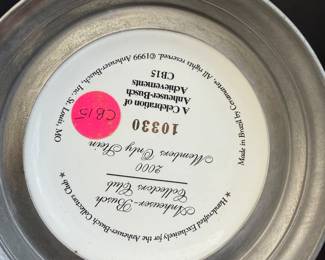 * Handcrafted Exclusively for the Anheuser-Busch Collectors Club *
Anheuser-Busch
Collectors Club
2000
Members Only Stein
10330
A Celebration of
Anheuser-Busch
Achievements
CB15
CB15
Made in Brazil by Ceramarte. All rights reserved. ©1999 Anheuser-Busch, Inc. St. Louis, MO